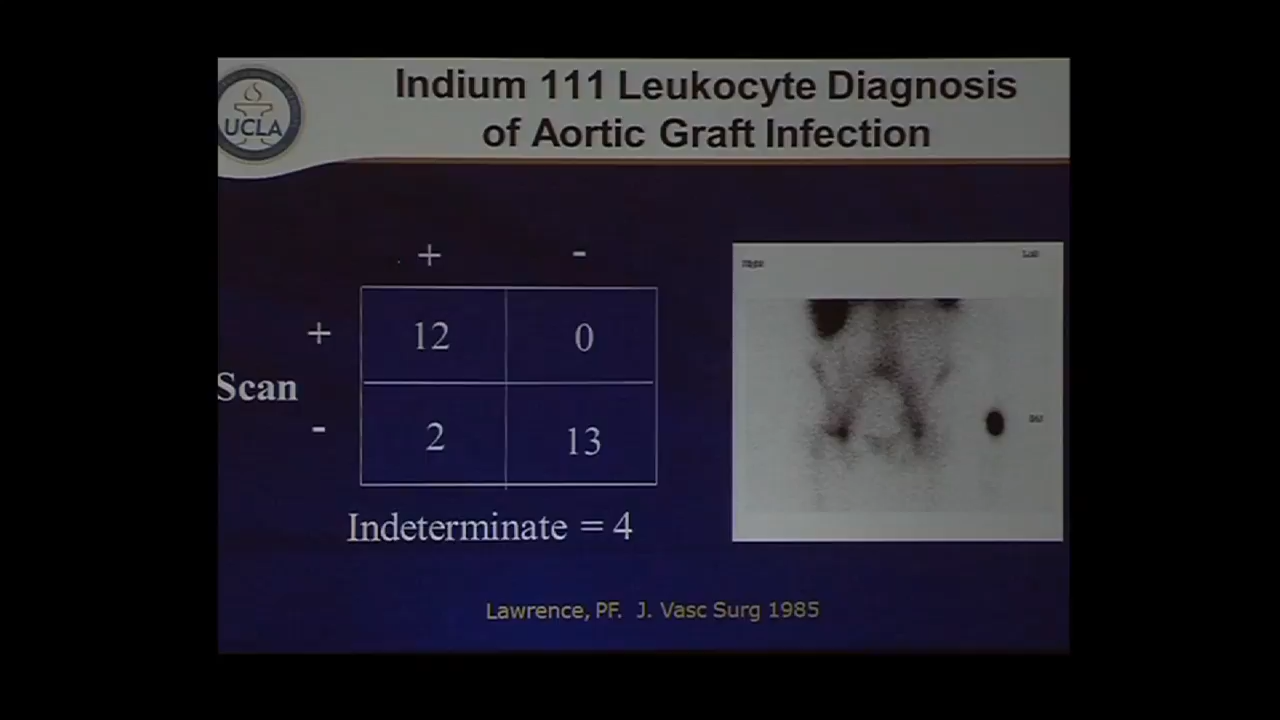 Indium 111 Leukocyte Diagnosis
of Aortic Graft Infection
UCLA
+ -
+ 12 0
Scan
- 2 13
Indeterminate = 4
Lawrence, PF. J. Vasc Surg 1985